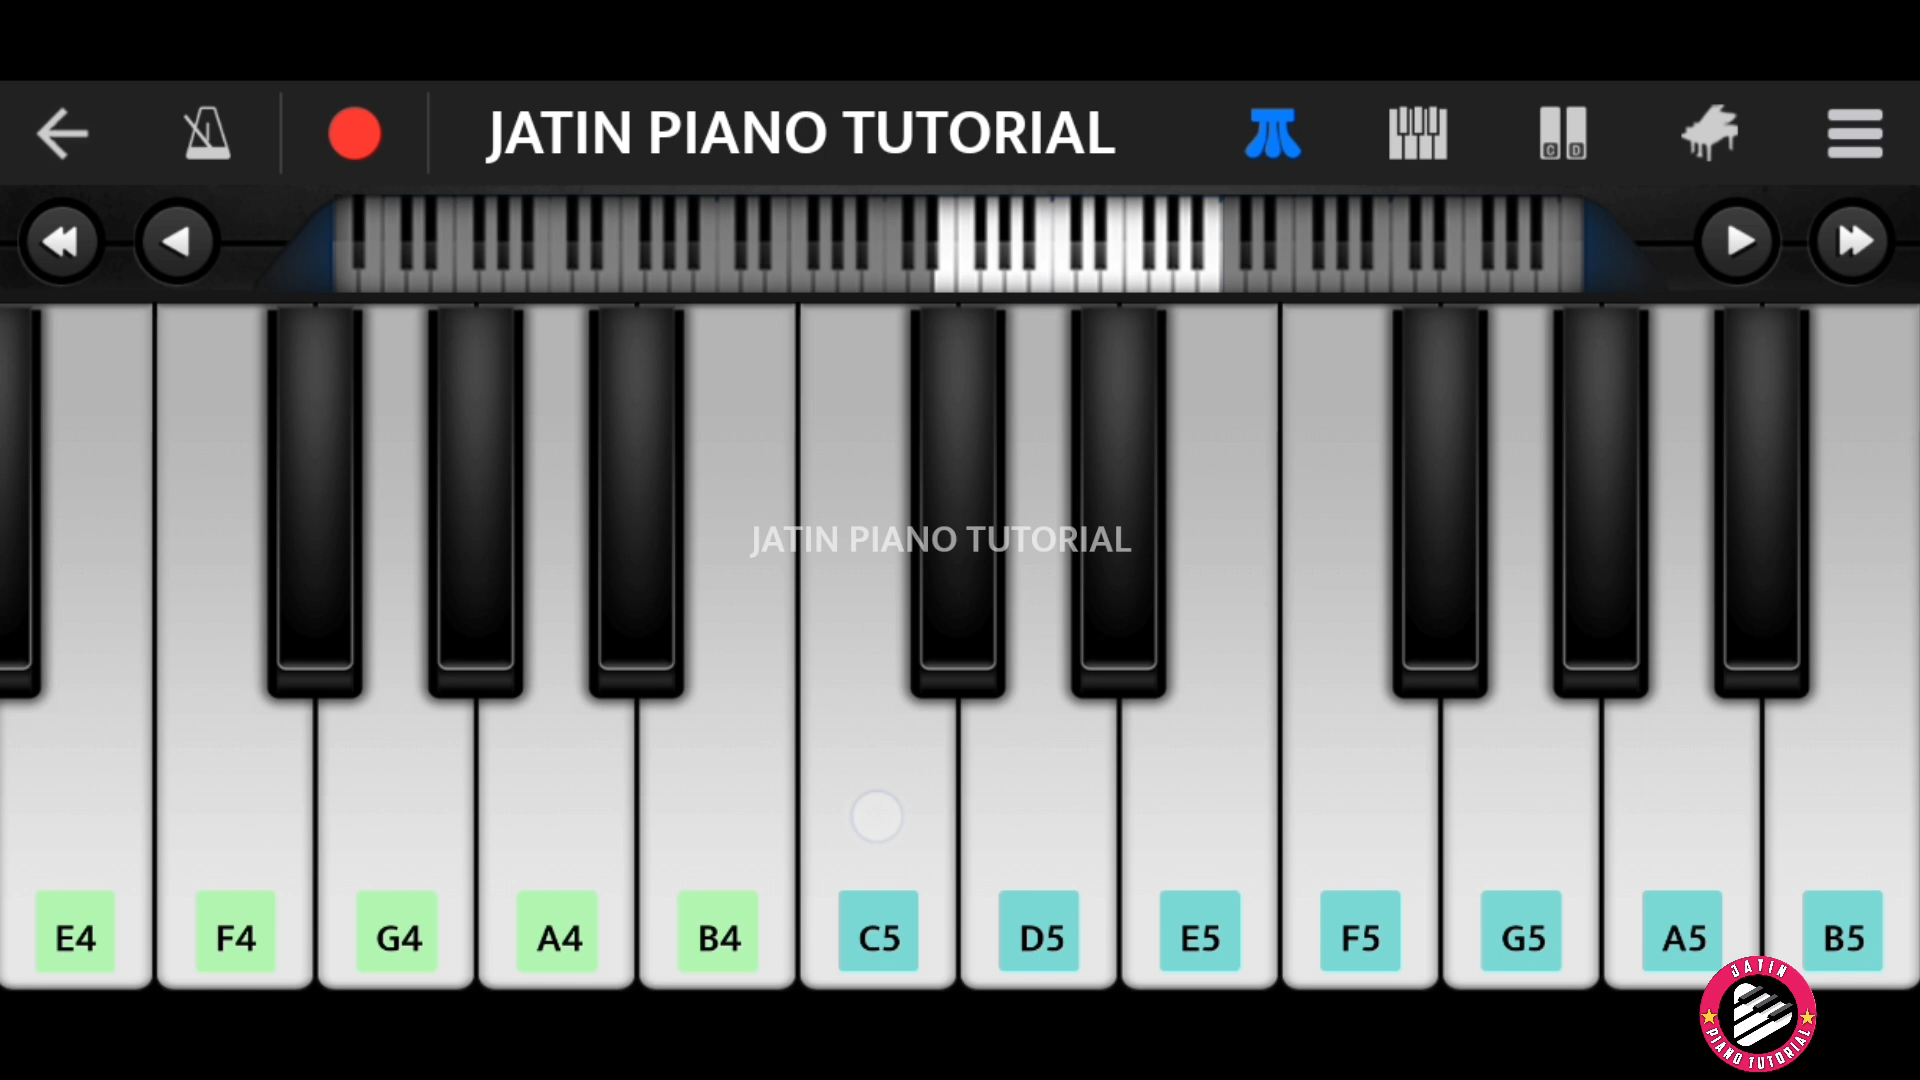 JATIN PIANO TUTORIAL
C D
JATIN PIANO TUTORIAL
E4 F4 G4 A4 B4 C5 D5 E5 F5 G5 A5 B5
JATIN
PIANO TUTORIAL